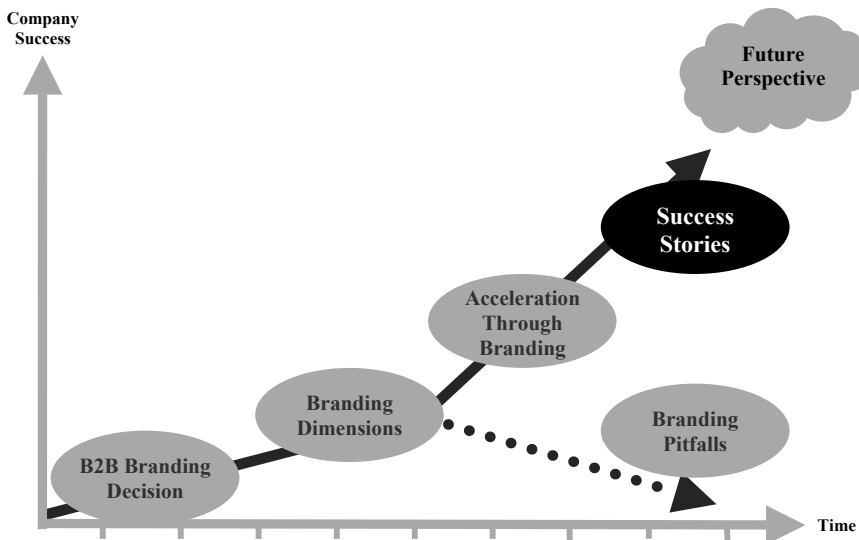 Company
Success
Future
Perspective
Success
Stories
Acceleration
Through
Branding
Branding
Dimensions
Branding
Pitfalls
B2B Branding
Decision
Time